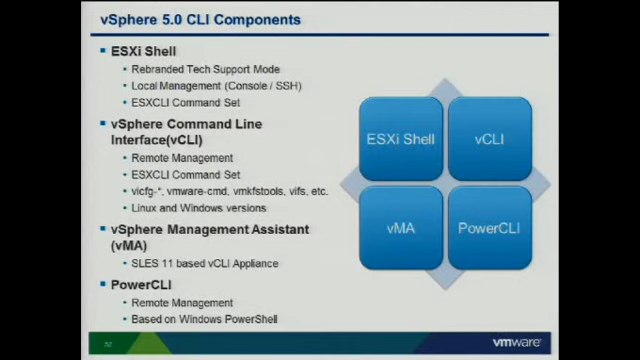 vSphere 5.0 CLI Components
ESXi Shell
Rebranded Tech Support Mode
Local Management (Console / SSH)
ESXCLI Command Set
vSphere Command Line
Interface(vCLI)
Remote Management
ESXCLI Command Set
vicfg-*, vmware-cmd, vmkfstools, vifs, etc.
Linux and Windows versions
vSphere Management Assistant
(vMA)
SLES 11 based vCLI Appliance
PowerCLI
Remote Management
Based on Windows PowerShell
ESXi Shell
vCLI
vMA
PowerCLI
vmware